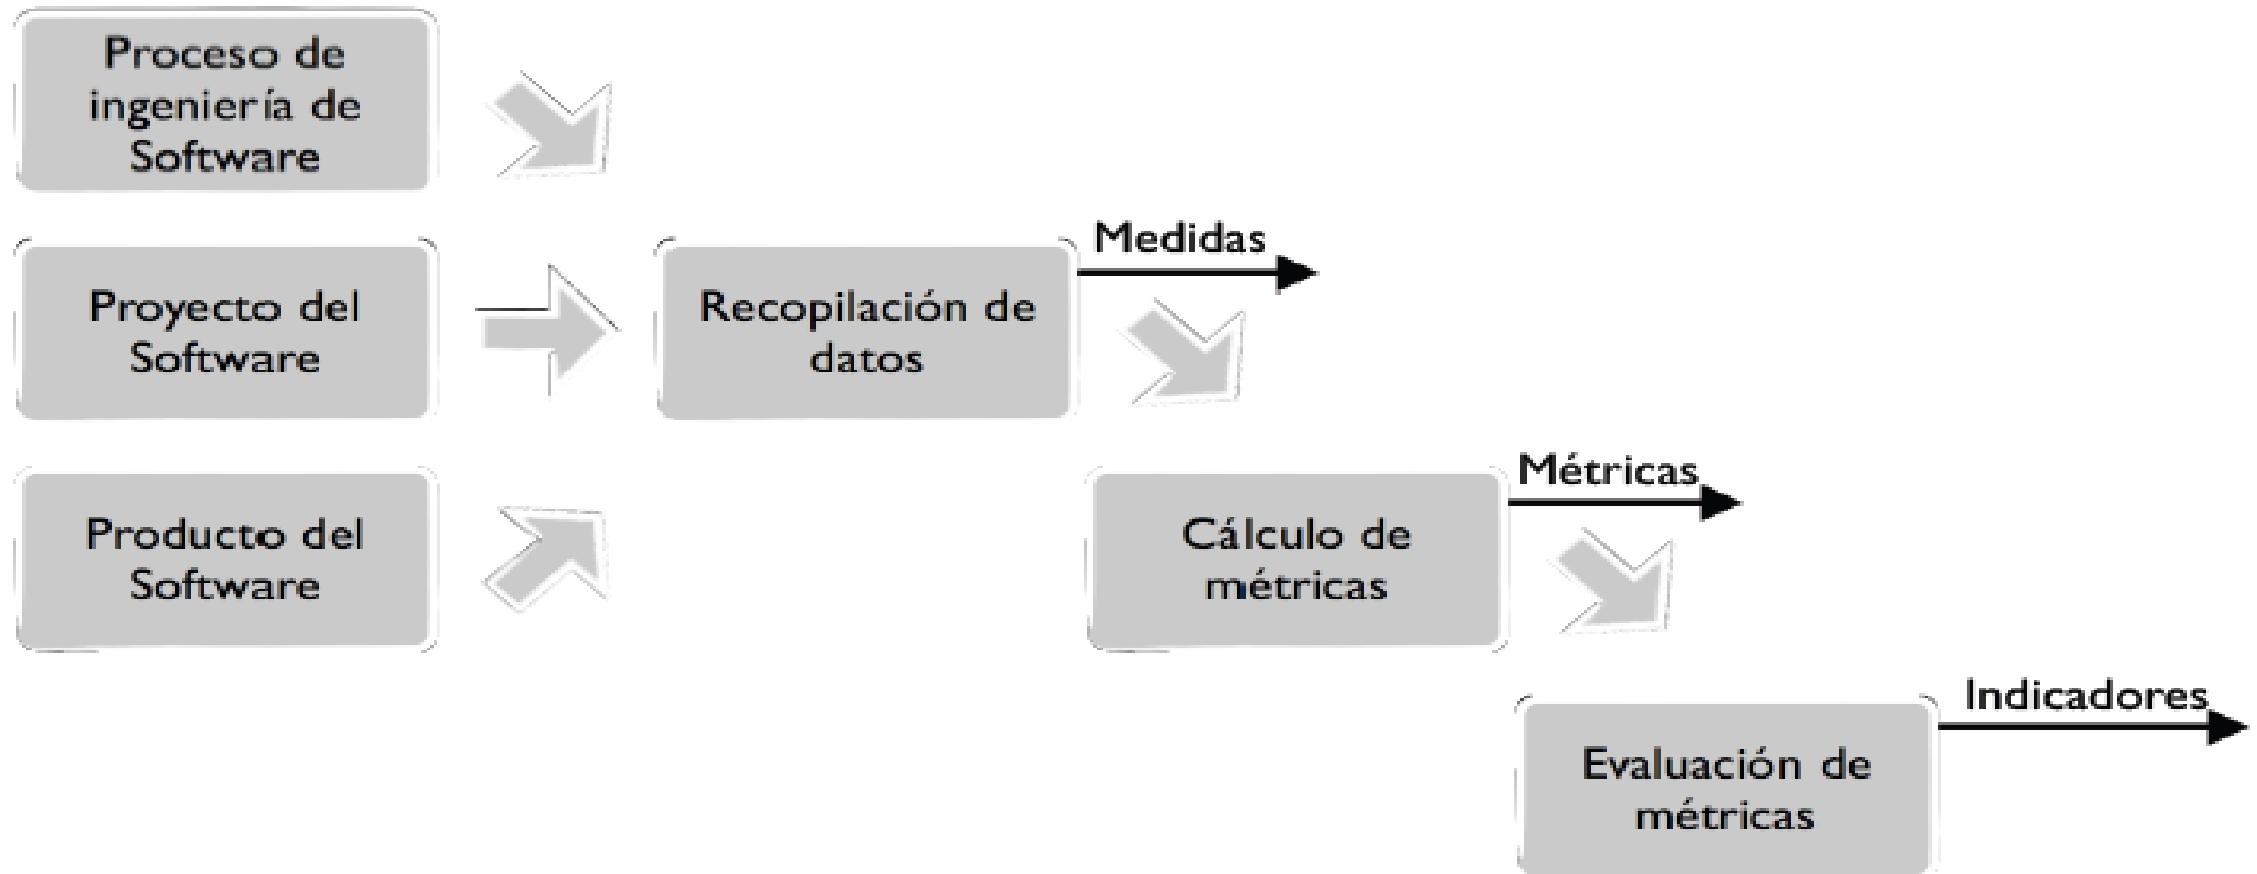 Proceso de
ingeniería de
Software
Proyecto del
Software
Producto del
Software
Recopilación de
datos
Medidas
Cálculo de
métricas
Métricas
Evaluación de
métricas
Indicadores